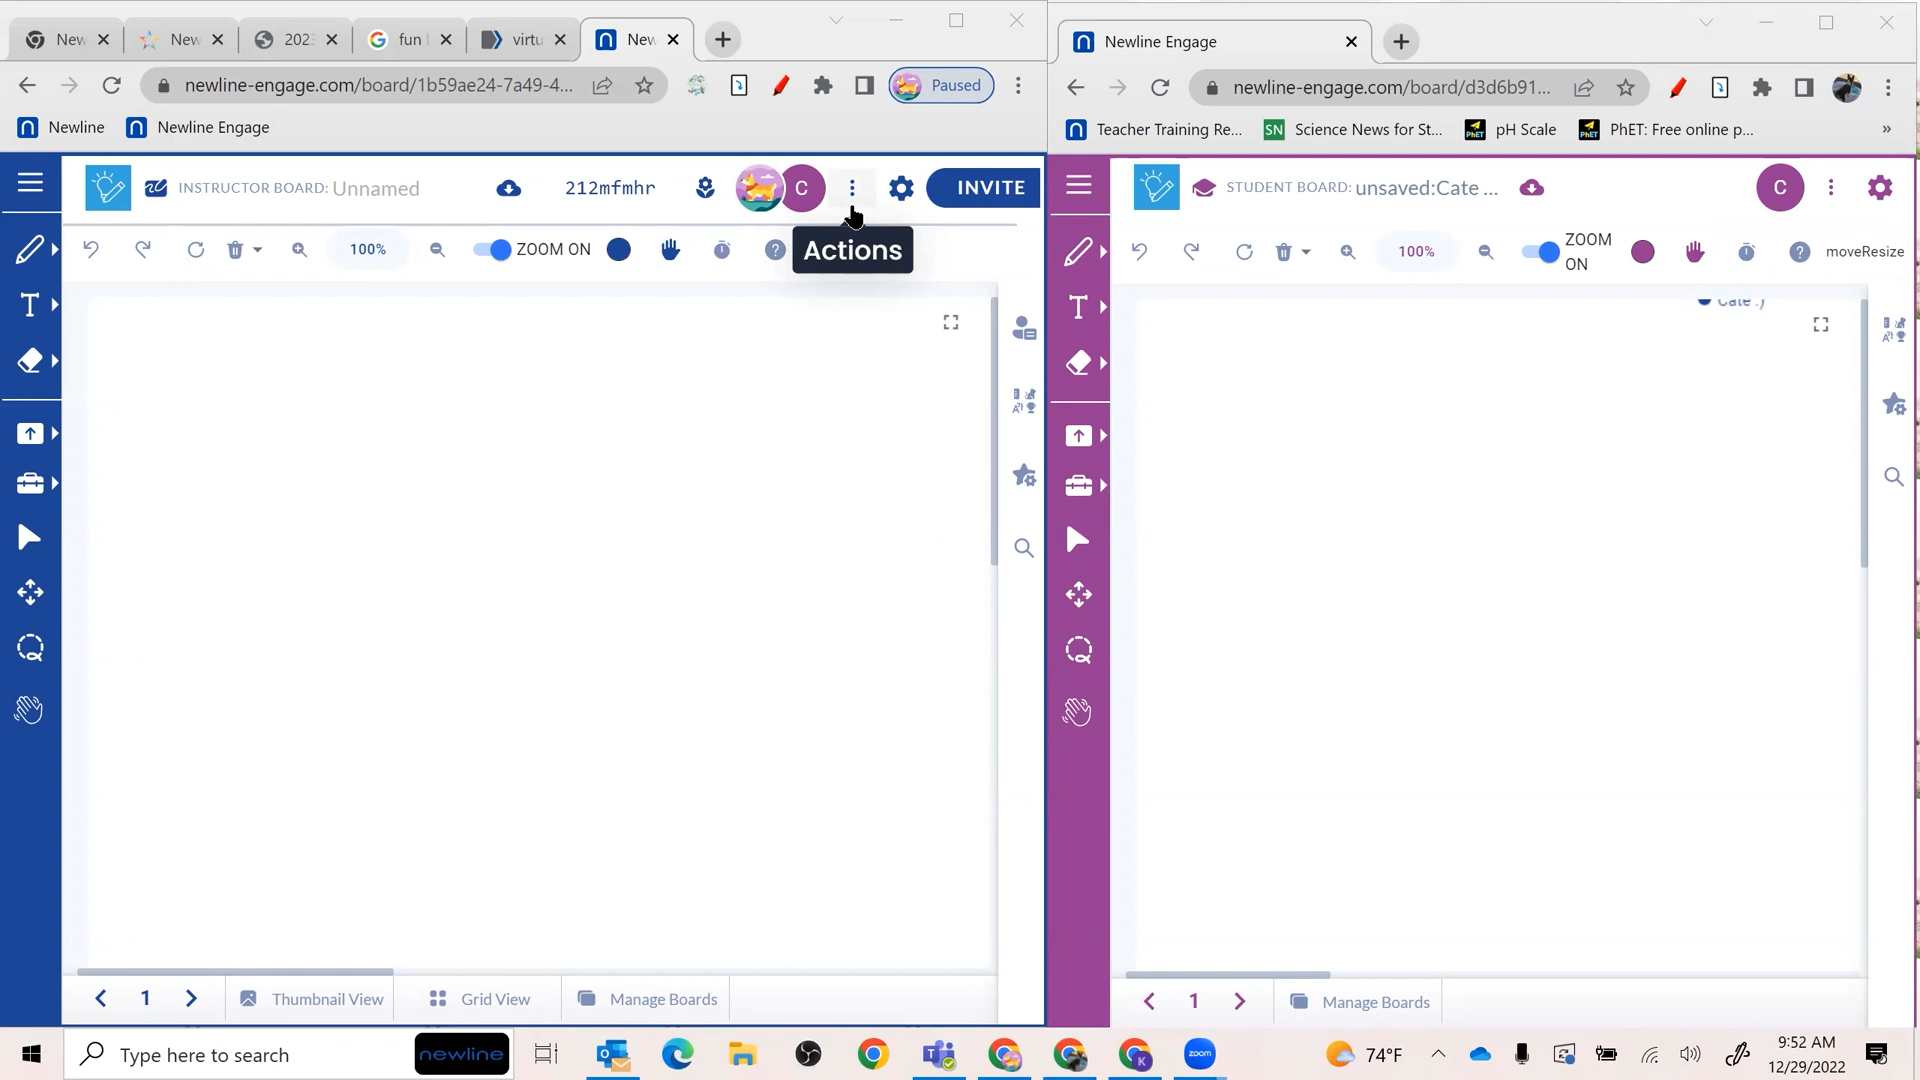 New
New
202
fun
virtu
New
Newline Engage
newline-engage.com/board/1b59ae24-7a49-4...
Paused
newline-engage.com/board/d3d6b91...
Newline
Newline Engage
Teacher Training Re...
Science News for St...
pH Scale
PhET: Free online p...
»
INSTRUCTOR BOARD: Unnamed
212mfmhr
C
INVITE
STUDENT BOARD: unsaved:Cate ...
C
100%
ZOOM ON
Actions
100%
ZOOM
ON
moveResize
Cate :)
1
Thumbnail View
Grid View
Manage Boards
1
Manage Boards
Type here to search
newline
zoom
74°F
9:52 AM
12/29/2022